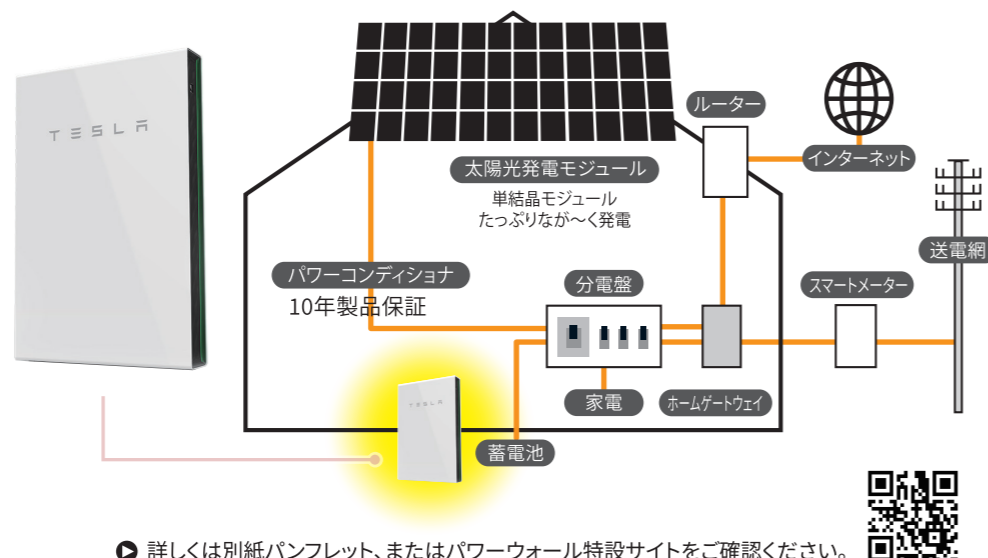 TESLA
ルーター
インターネット
太陽光発電モジュール
単結晶モジュール
たっぷりなが〜く発電
送電網
パワーコンディショナ
10年製品保証
分電盤
スマートメーター
家電
ホームゲートウェイ
TESLA
蓄電池
詳しくは別紙パンフレット、またはパワーウォール特設サイトをご確認ください。